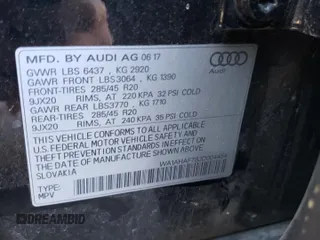 MFD. BY AUDI AG 06 17
GVWR LBS 6437 , KG 2920
GAWR FRONT LBS3064 , KG 1390
FRONT-TIRES 285/45 R20
9JX20 RIMS, AT 220 KPA 32 PSI COLD
GAWR REAR LBS3770 , KG 1710
REAR-TIRES 285/45 R20
9JX20 RIMS, AT 240 KPA 35 PSI COLD
THIS VEHICLE CONFORMS TO ALL APPLICABLE
U.S. FEDERAL MOTOR VEHICLE SAFETY AND
THEFT PREVENTION STANDARDS IN EFFECT ON
THE DATE OF MANUFACTURE SHOWN ABOVE.
SLOVAKIA
TYPE:
MPV
Audi
DREAMBID